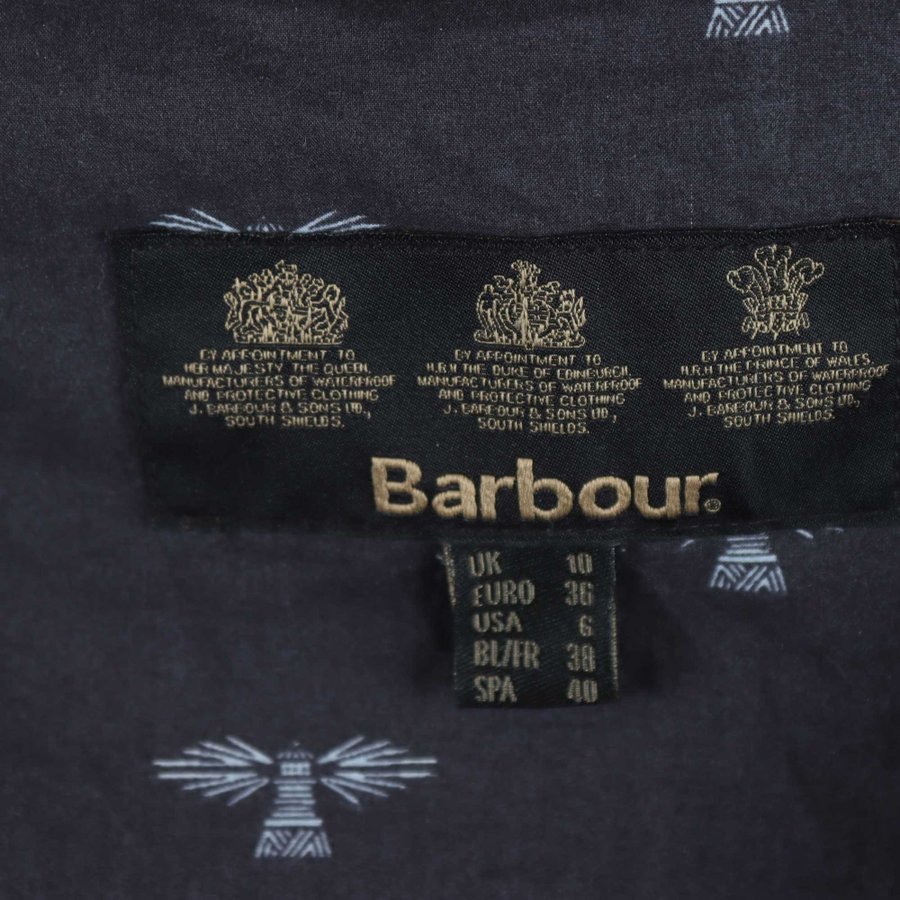 BY APPOINTMENT TO
HER MAJESTY THE QUEEN
MANUFACTURERS OF WATERPROOF
AND PROTECTIVE CLOTHING
J. BARBOUR & SONS LTD.,
SOUTH SHIELDS.
BY APPOINTMENT TO
H.R.H THE DUKE OF EDINBURGH,
MANUFACTURERS OF WATERPROOF
AND PROTECTIVE CLOTHING
J. BARBOUR & SONS LTD.,
SOUTH SHIELDS.
BY APPOINTMENT TO
H.R.H THE PRINCE OF WALES,
MANUFACTURERS OF WATERPROOF
AND PROTECTIVE CLOTHING
J. BARBOUR & SONS LTD.,
SOUTH SHIELDS.
Barbour®
UK 10
EURO 36
USA 6
BL/FR 38
SPA 40